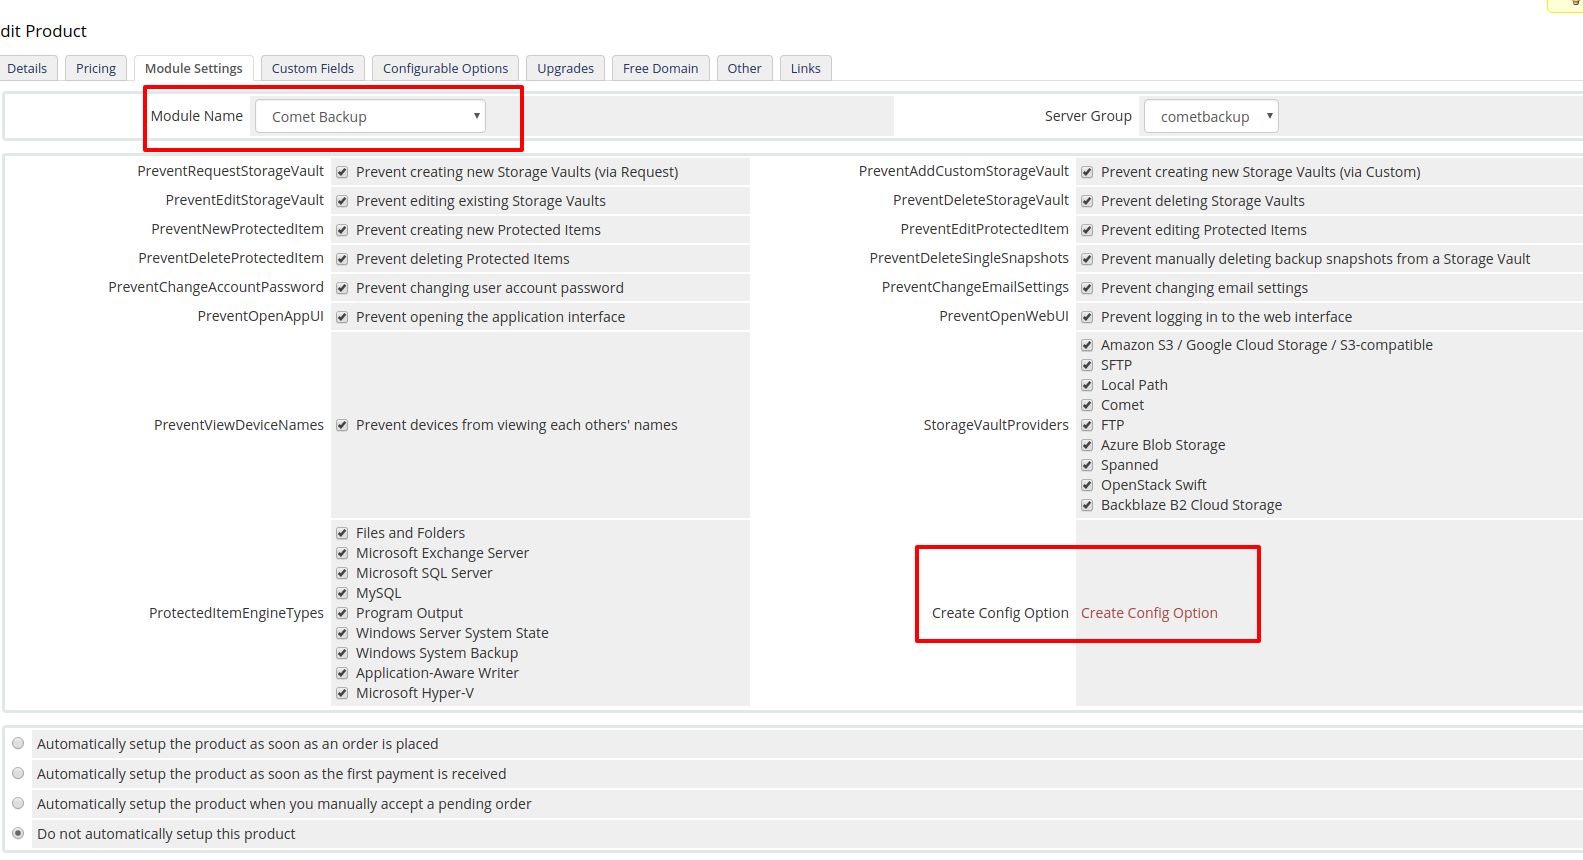 dit Product
Details Pricing Module Settings Custom Fields Configurable Options Upgrades Free Domain Other Links
Module Name Comet Backup Server Group cometbackup
PreventRequestStorageVault Prevent creating new Storage Vaults (via Request) PreventAddCustomStorageVault Prevent creating new Storage Vaults (via Custom)
PreventEditStorageVault Prevent editing existing Storage Vaults PreventDeleteStorageVault Prevent deleting Storage Vaults
PreventNewProtectedItem Prevent creating new Protected Items PreventEditProtectedItem Prevent editing Protected Items
PreventDeleteProtectedItem Prevent deleting Protected Items PreventDeleteSingleSnapshots Prevent manually deleting backup snapshots from a Storage Vault
PreventChangeAccountPassword Prevent changing user account password PreventChangeEmailSettings Prevent changing email settings
PreventOpenAppUI Prevent opening the application interface PreventOpenWebUI Prevent logging in to the web interface
PreventViewDeviceNames Prevent devices from viewing each others' names
StorageVaultProviders
Amazon S3 / Google Cloud Storage / S3-compatible
SFTP
Local Path
Comet
FTP
Azure Blob Storage
Spanned
OpenStack Swift
Backblaze B2 Cloud Storage
ProtectedItemEngineTypes
Files and Folders
Microsoft Exchange Server
Microsoft SQL Server
MySQL
Program Output
Windows Server System State
Windows System Backup
Application-Aware Writer
Microsoft Hyper-V
Create Config Option Create Config Option
Automatically setup the product as soon as an order is placed
Automatically setup the product as soon as the first payment is received
Automatically setup the product when you manually accept a pending order
Do not automatically setup this product